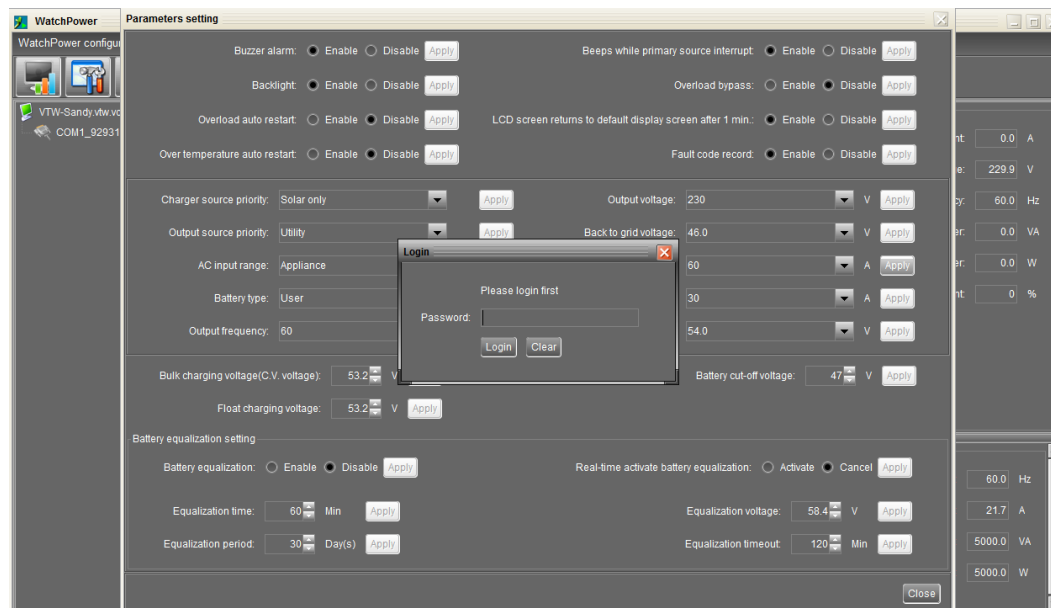 WatchPower
Parameters setting
WatchPower configu
Buzzer alarm: Enable Disable Apply
Beeps while primary source interrupt: Enable Disable Apply
Backlight: Enable Disable Apply
Overload bypass: Enable Disable Apply
VTW-Sandy.vtw.vo
Overload auto restart: Enable Disable Apply
LCD screen returns to default display screen after 1 min.: Enable Disable Apply
COM1_92931
nt: 0.0 A
Over temperature auto restart: Enable Disable Apply
Fault code record: Enable Disable Apply
e: 229.9 V
Charger source priority: Solar only Apply
Output voltage: 230 V Apply
cy: 60.0 Hz
Output source priority: Utility Apply
Back to grid voltage: 46.0 V Apply
er: 0.0 VA
Login
AC input range: Appliance
60 A Apply
er: 0.0 W
Please login first
Battery type: User
30 A Apply
nt: 0 %
Password:
Output frequency: 60
54.0 V Apply
Login Clear
Bulk charging voltage(C.V. voltage): 53.2 V
Battery cut-off voltage: 47 V Apply
Float charging voltage: 53.2 V Apply
Battery equalization setting
Battery equalization: Enable Disable Apply
Real-time activate battery equalization: Activate Cancel Apply
60.0 Hz
Equalization time: 60 Min Apply
Equalization voltage: 58.4 V Apply
21.7 A
Equalization period: 30 Day(s) Apply
Equalization timeout: 120 Min Apply
5000.0 VA
5000.0 W
Close